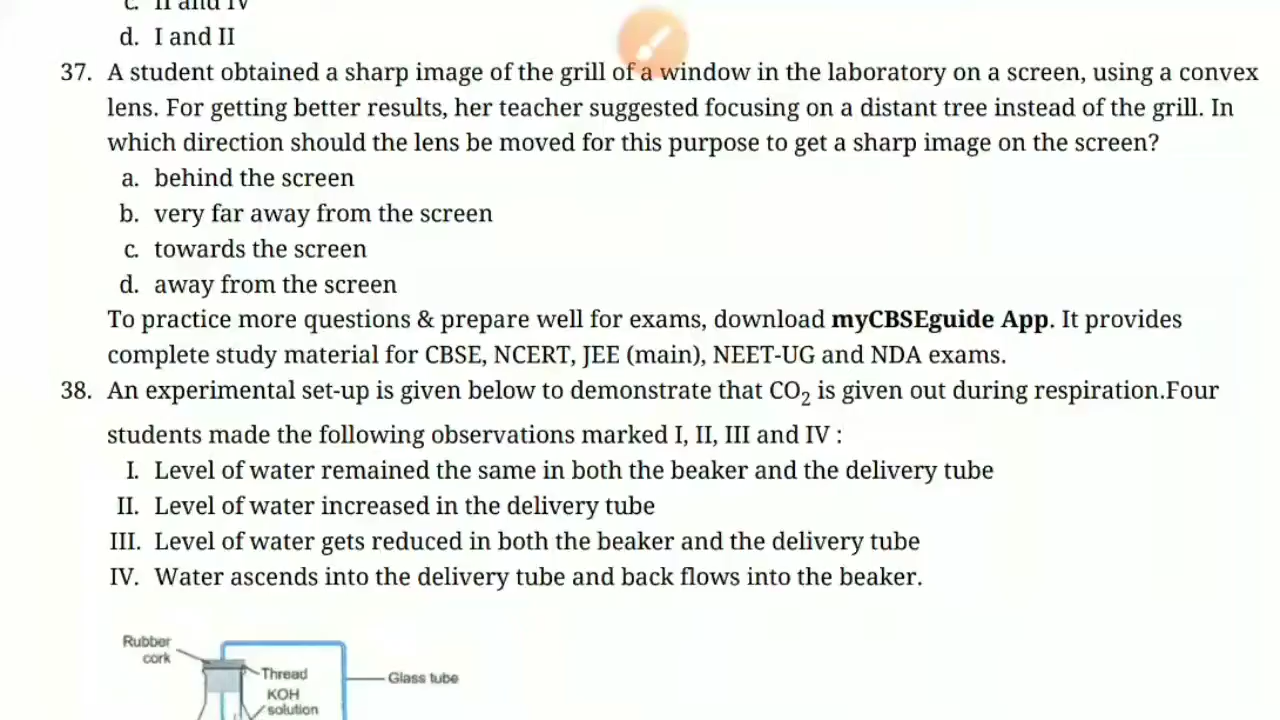 c. II and IV
d. I and II
37. A student obtained a sharp image of the grill of a window in the laboratory on a screen, using a convex
lens. For getting better results, her teacher suggested focusing on a distant tree instead of the grill. In
which direction should the lens be moved for this purpose to get a sharp image on the screen?
a. behind the screen
b. very far away from the screen
c. towards the screen
d. away from the screen
To practice more questions & prepare well for exams, download myCBSEguide App. It provides
complete study material for CBSE, NCERT, JEE (main), NEET-UG and NDA exams.
38. An experimental set-up is given below to demonstrate that CO₂ is given out during respiration.Four
students made the following observations marked I, II, III and IV :
I. Level of water remained the same in both the beaker and the delivery tube
II. Level of water increased in the delivery tube
III. Level of water gets reduced in both the beaker and the delivery tube
IV. Water ascends into the delivery tube and back flows into the beaker.
Rubber
cork
Thread
Glass tube
KOH
solution